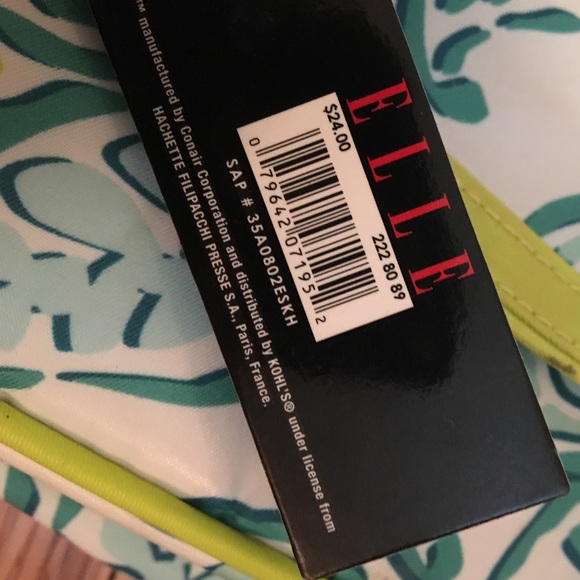 ELLE
$24.00
222 80 89
0 79642 07195 2
SAP # 35A0802ESKH
™ manufactured by Conair Corporation and distributed by KOHL'S® under license from
HACHETTE FILIPACCHI PRESSE S.A., Paris, France.